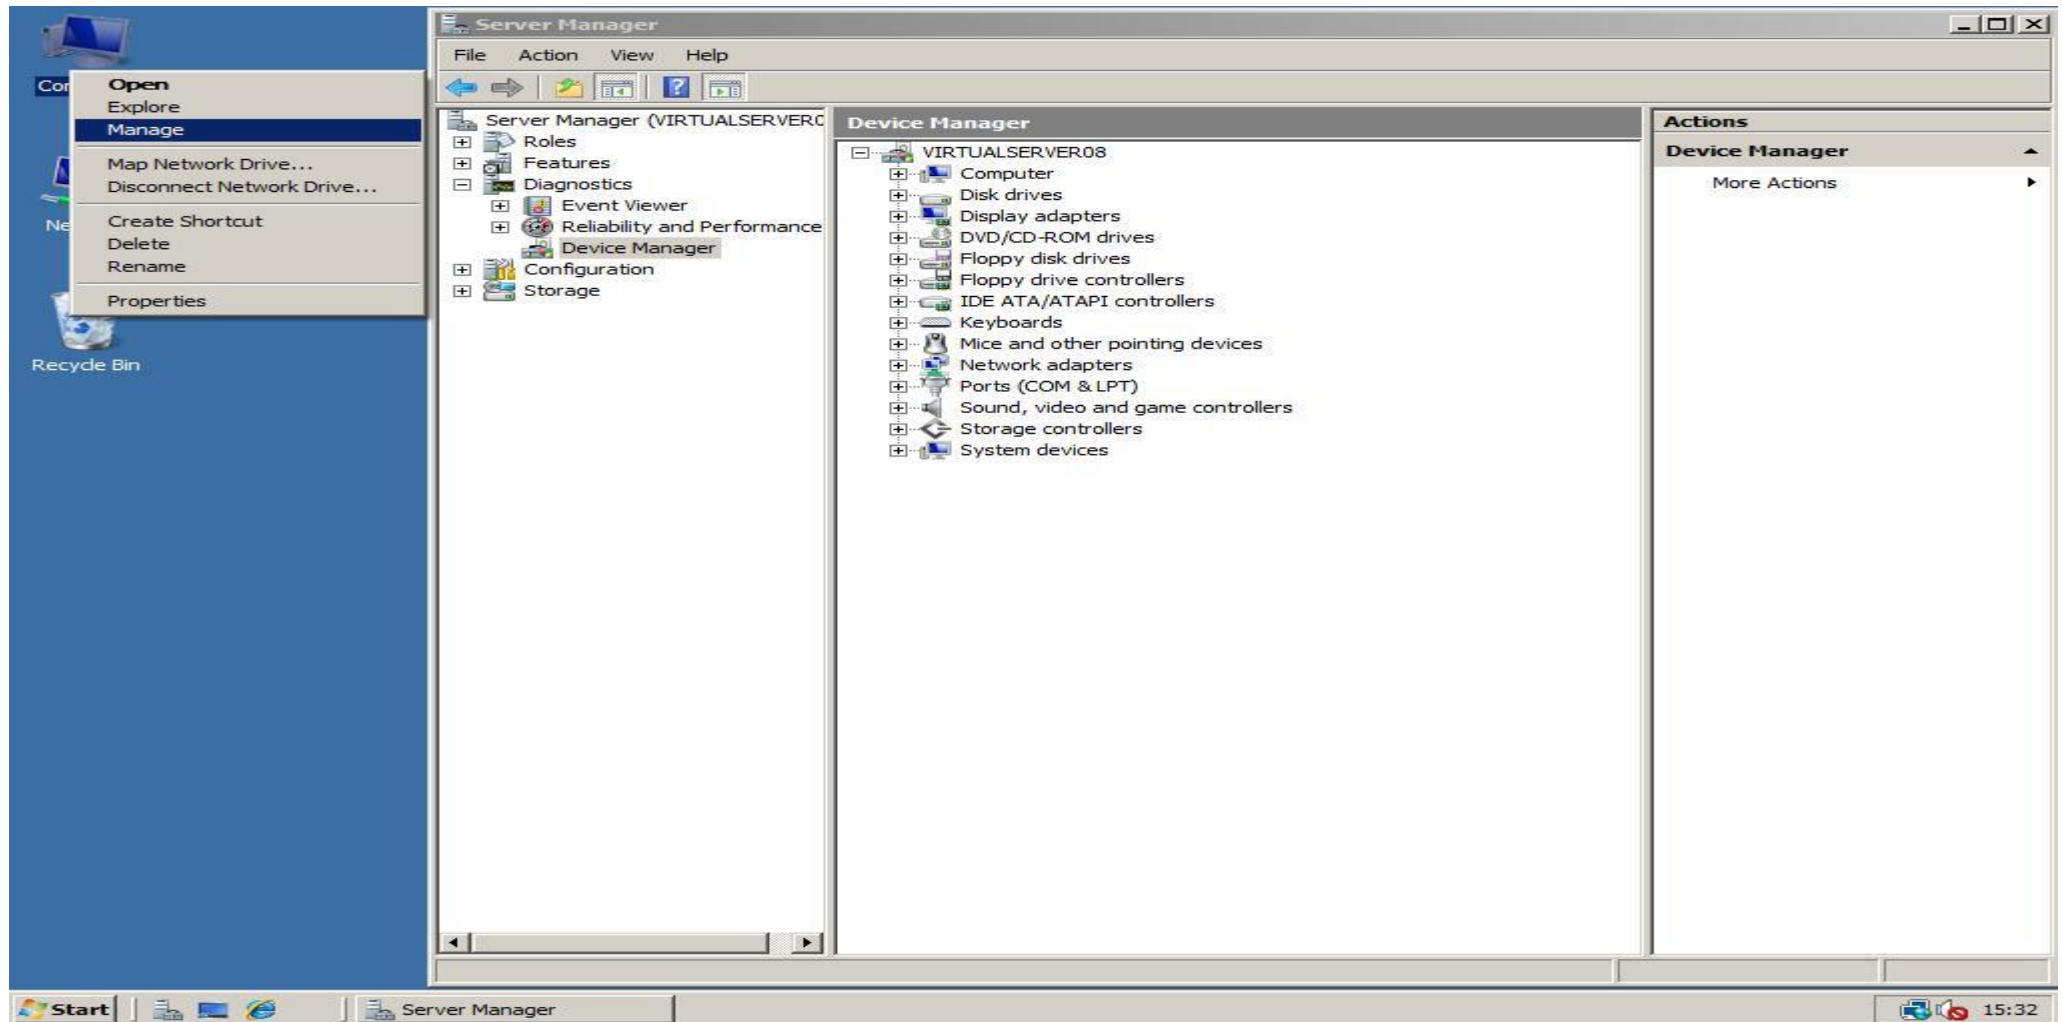 Server Manager
File Action View Help
Open
Explore
Manage
Map Network Drive...
Disconnect Network Drive...
Create Shortcut
Delete
Rename
Properties
Recycle Bin
Server Manager (VIRTUALSERVER
Roles
Features
Diagnostics
Event Viewer
Reliability and Performance
Device Manager
Configuration
Storage
Device Manager
VIRTUALSERVER08
Computer
Disk drives
Display adapters
DVD/CD-ROM drives
Floppy disk drives
Floppy drive controllers
IDE ATA/ATAPI controllers
Keyboards
Mice and other pointing devices
Network adapters
Ports (COM & LPT)
Sound, video and game controllers
Storage controllers
System devices
Actions
Device Manager
More Actions
Start
Server Manager
15:32